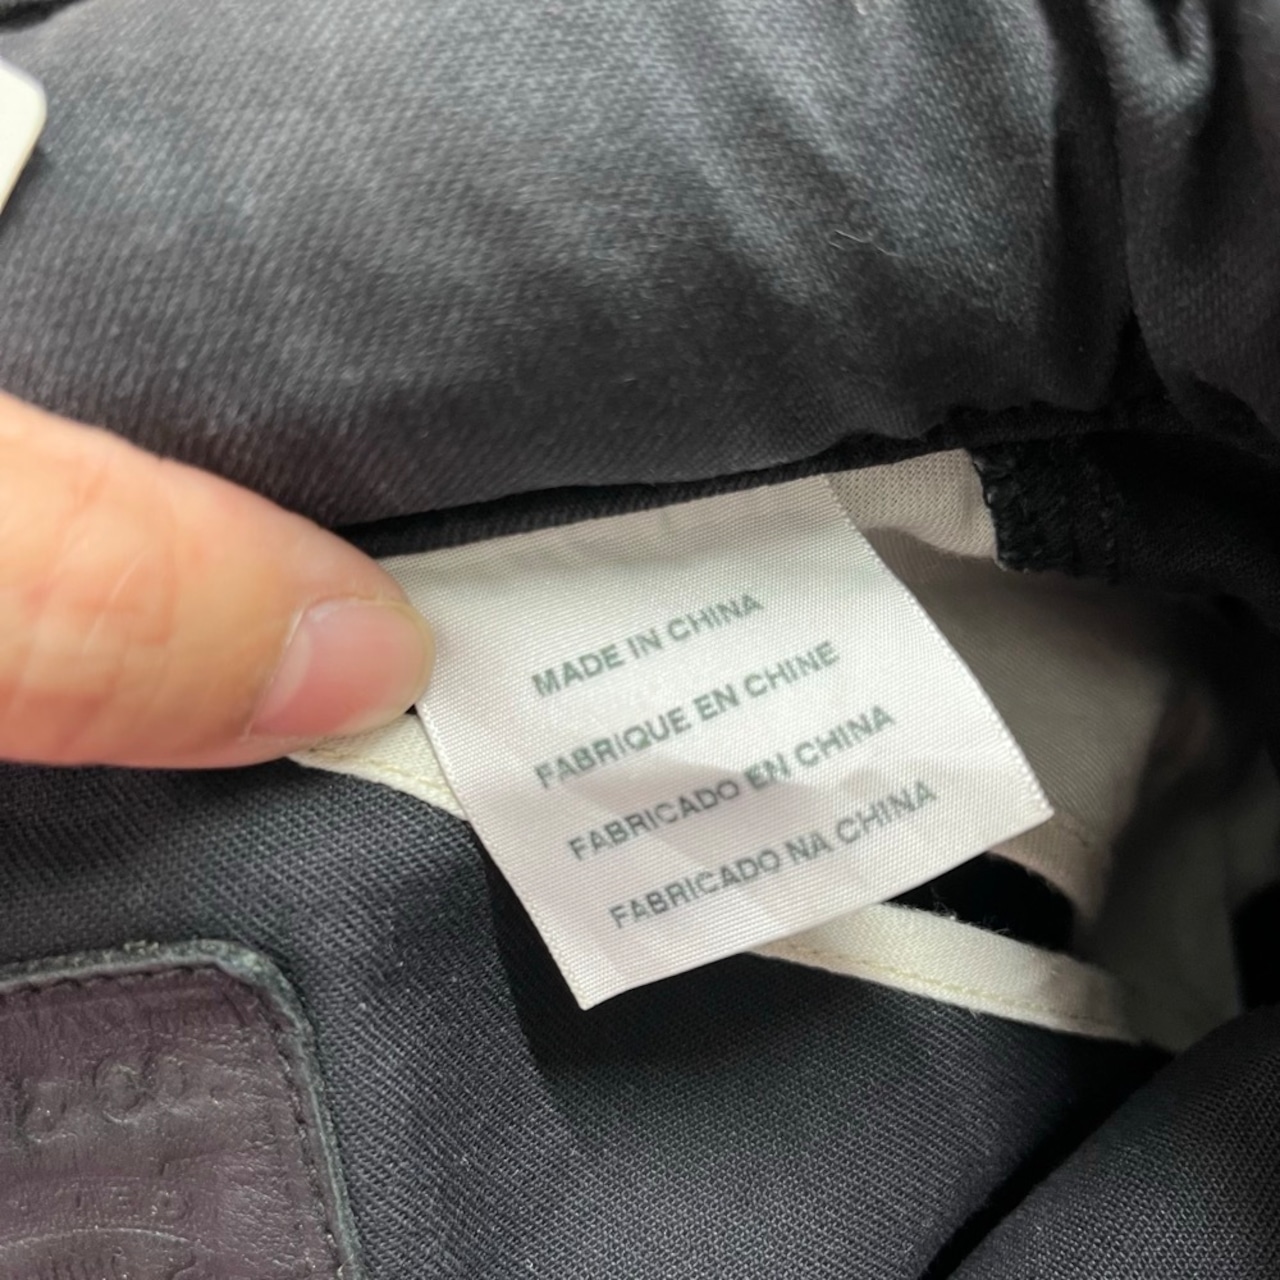 MADE IN CHINA
FABRIQUE EN CHINE
FABRICADO EN CHINA
FABRICADO NA CHINA